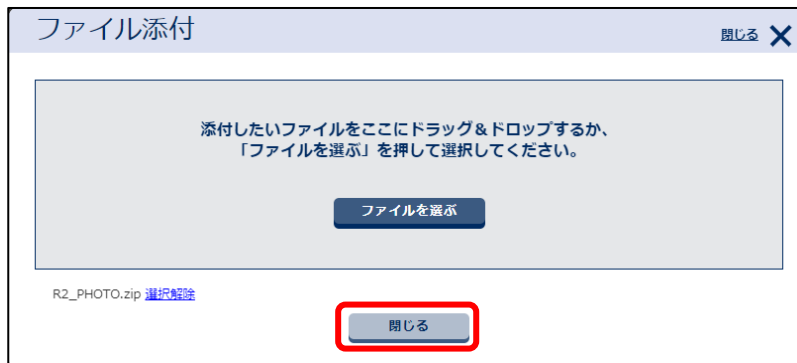 ファイル添付
閉じる
添付したいファイルをここにドラッグ＆ドロップするか、
「ファイルを選ぶ」を押して選択してください。
ファイルを選ぶ
R2_PHOTO.zip 選択解除
閉じる